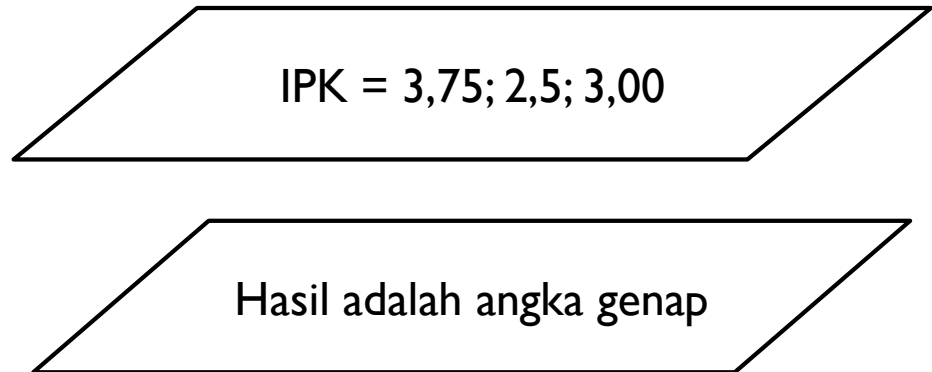 IPK = 3,75; 2,5; 3,00
Hasil adalah angka genap